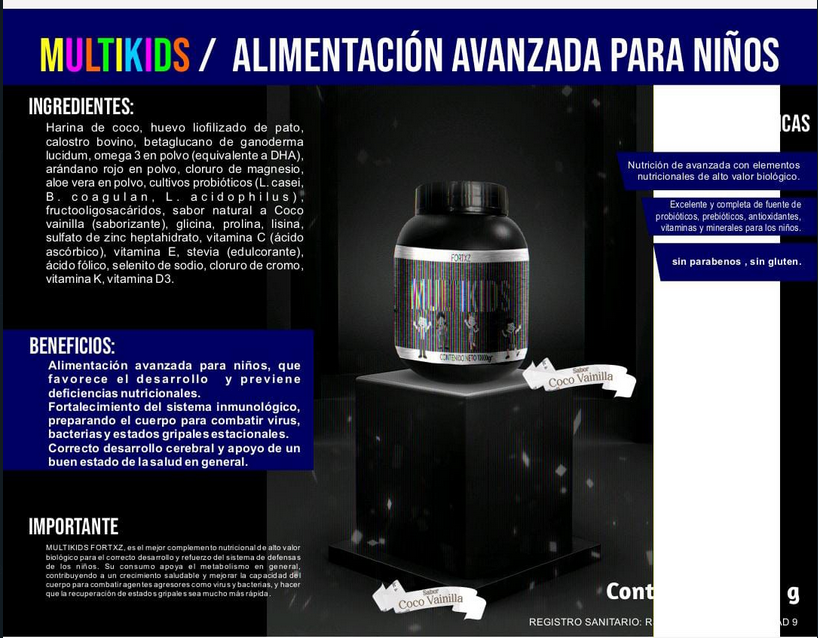 MULTIKIDS / ALIMENTACIÓN AVANZADA PARA NIÑOS
INGREDIENTES:
Harina de coco, huevo liofilizado de pato,
calostro bovino, betaglucano de ganoderma
lucidum, omega 3 en polvo (equivalente a DHA),
arándano rojo en polvo, cloruro de magnesio,
aloe vera en polvo, cultivos probióticos (L. casei,
B. coagulan, L. acidophilus),
fructooligosacáridos, sabor natural a Coco
vainilla (saborizante), glicina, prolina, lisina,
sulfato de zinc heptahidrato, vitamina C (ácido
ascórbico), vitamina E, stevia (edulcorante),
ácido fólico, selenito de sodio, cloruro de cromo,
vitamina K, vitamina D3.
BENEFICIOS:
Alimentación avanzada para niños, que
favorece el desarrollo y previene
deficiencias nutricionales.
Fortalecimiento del sistema inmunológico,
preparando el cuerpo para combatir virus,
bacterias y estados gripales estacionales.
Correcto desarrollo cerebral y apoyo de un
buen estado de la salud en general.
IMPORTANTE
MULTIKIDS FORTXZ, es el mejor complemento nutricional de alto valor
biológico para el correcto desarrollo y refuerzo del sistema de defensas
de los niños. Su consumo apoya el metabolismo en general,
contribuyendo a un crecimiento saludable y mejorar la capacidad del
cuerpo para combatir agentes agresores como virus y bacterias, y hacer
que la recuperación de estados gripales sea mucho más rápida.
FORTXZ
MULTIKIDS
CONTENIDO NETO
Sabor
Coco Vainilla
Sabor
Coco Vainilla
ICAS
Nutrición de avanzada con elementos
nutricionales de alto valor biológico.
Excelente y completa de fuente de
probióticos, prebióticos, antioxidantes,
vitaminas y minerales para los niños.
sin parabenos , sin gluten.
Cont g
REGISTRO SANITARIO: R AD 9